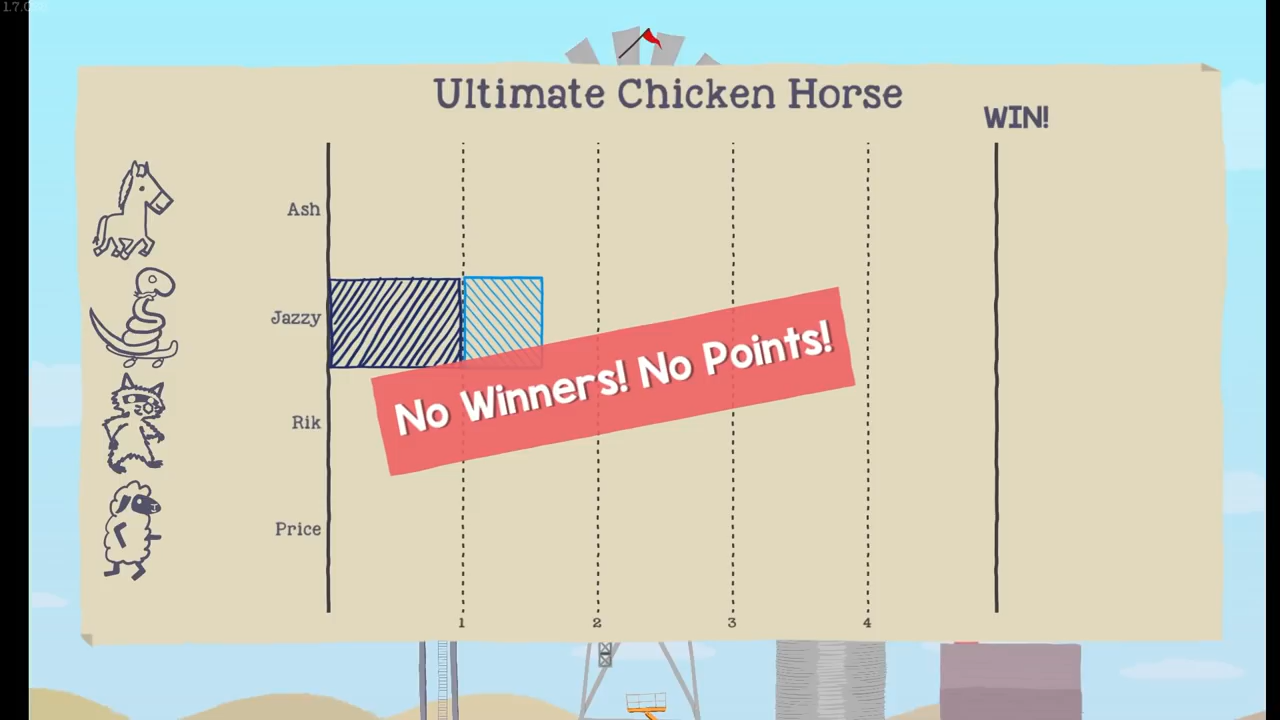 Ultimate Chicken Horse
WIN!
Ash
Jazzy
No Winners! No Points!
Rik
Price
1 2 3 4